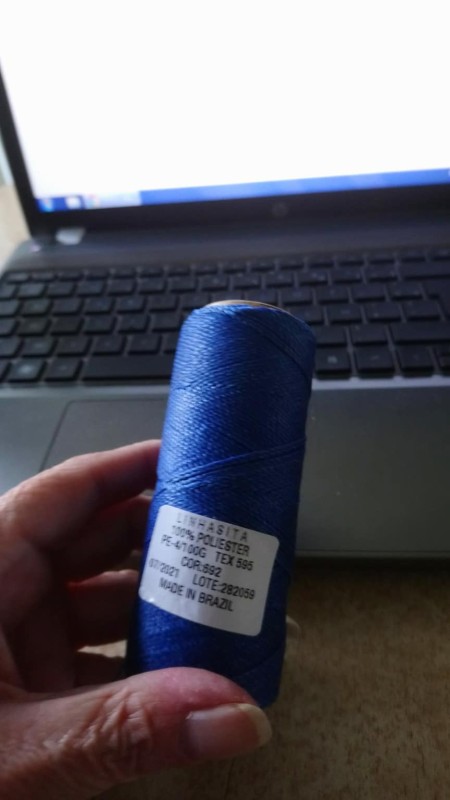 LINHASITA
100% POLIESTER
PE-4/100G TEX 595
COR:692
07/2021 LOTE:282059
MADE IN BRAZIL